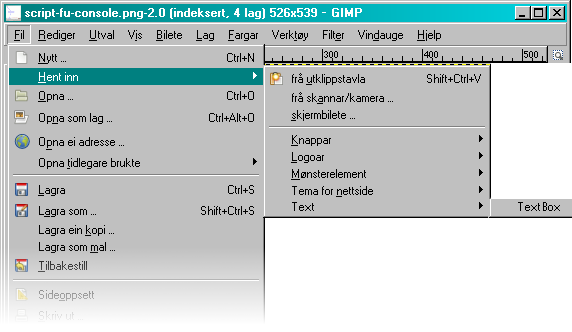 script-fu-console.png-2.0 (indeksert, 4 lag) 526x539 - GIMP
Fil Rediger Utval Vis Bilete Lag Fargar Verktøy Filter Vindauge Hjelp
300 400 500
Nytt ... Ctrl+N
Hent inn
Opna ... Ctrl+O
Opna som lag ... Ctrl+Alt+O
Opna ei adresse ...
Opna tidlegare brukte
Lagra Ctrl+S
Lagra som ... Shift+Ctrl+S
Lagra ein kopi ...
Lagra som mal ...
Tilbakestill
Sideoppsett
Skriv ut ...
frå utklippstavla Shift+Ctrl+V
frå skannar/kamera ...
skjermbilete ...
Knappar
Logoar
Mønsterelement
Tema for nettside
Text
TextBox